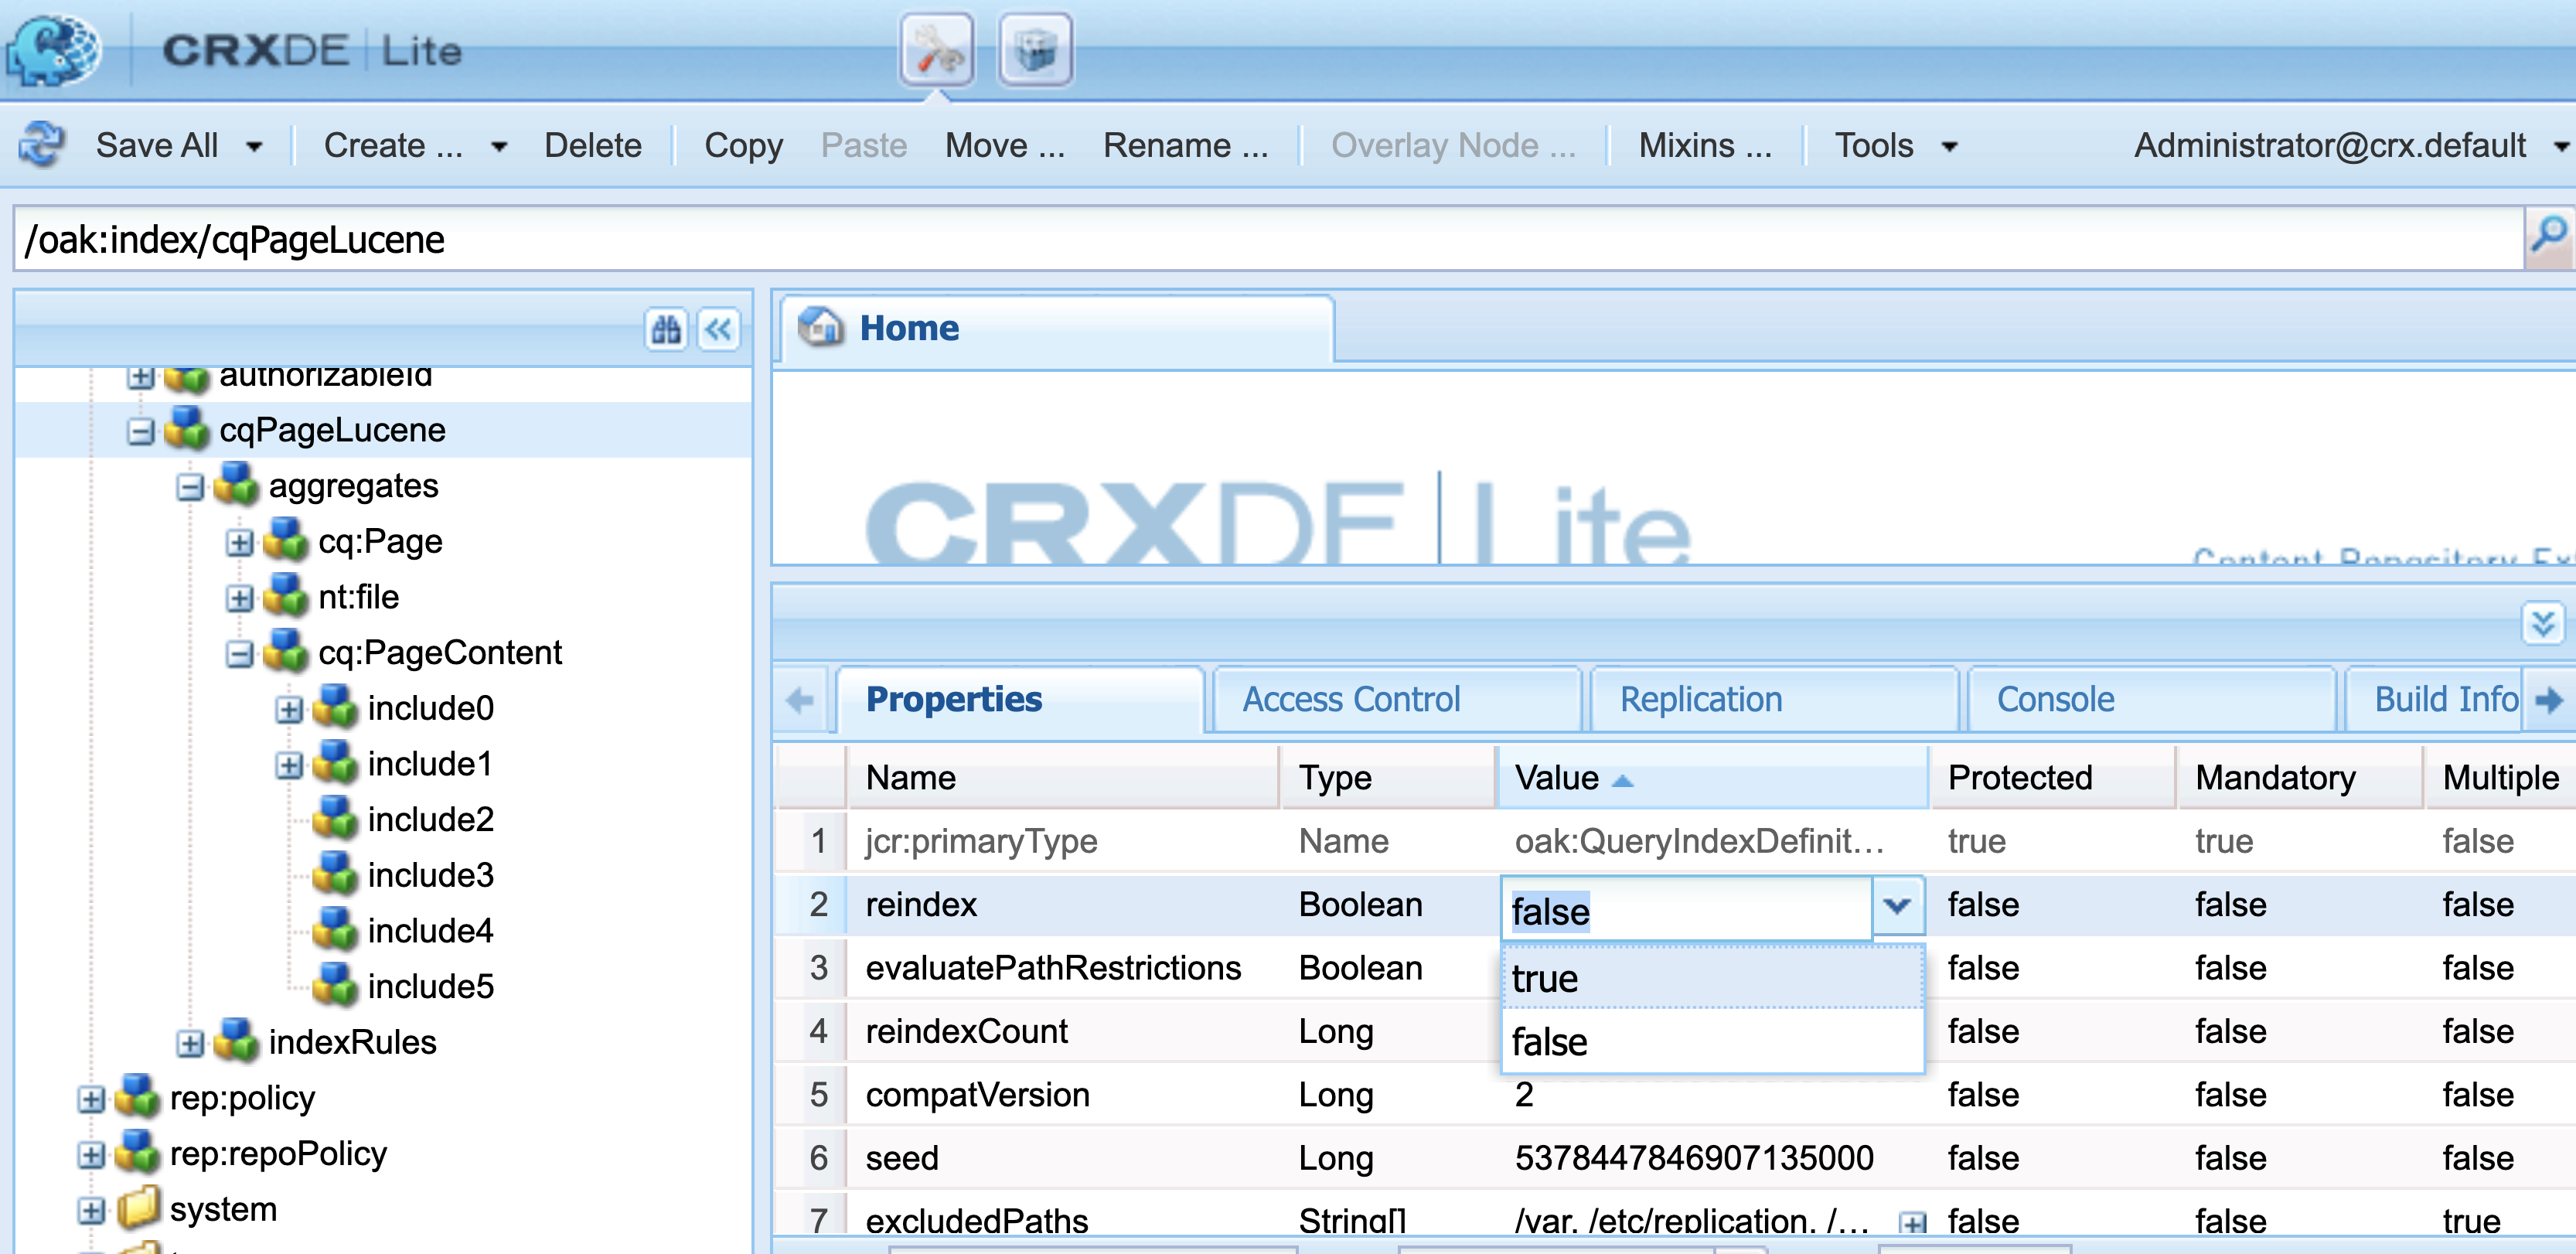 CRXDE | Lite
Save All Create ... Delete Copy Paste Move ... Rename ... Overlay Node ... Mixins ... Tools Administrator@crx.default
/oak:index/cqPageLucene
authorizableId
cqPageLucene
aggregates
cq:Page
nt:file
cq:PageContent
include0
include1
include2
include3
include4
include5
indexRules
rep:policy
rep:repoPolicy
system
Home
CRXDE | Lite
Content Repository Ex
Properties Access Control Replication Console Build Info
Name Type Value Protected Mandatory Multiple
1 jcr:primaryType Name oak:QueryIndexDefinit... true true false
2 reindex Boolean false false false false
true
false
3 evaluatePathRestrictions Boolean false false false
4 reindexCount Long false false false
5 compatVersion Long 2 false false false
6 seed Long 5378447846907135000 false false false
7 excludedPaths String[] /var, /etc/replication, /... false false true